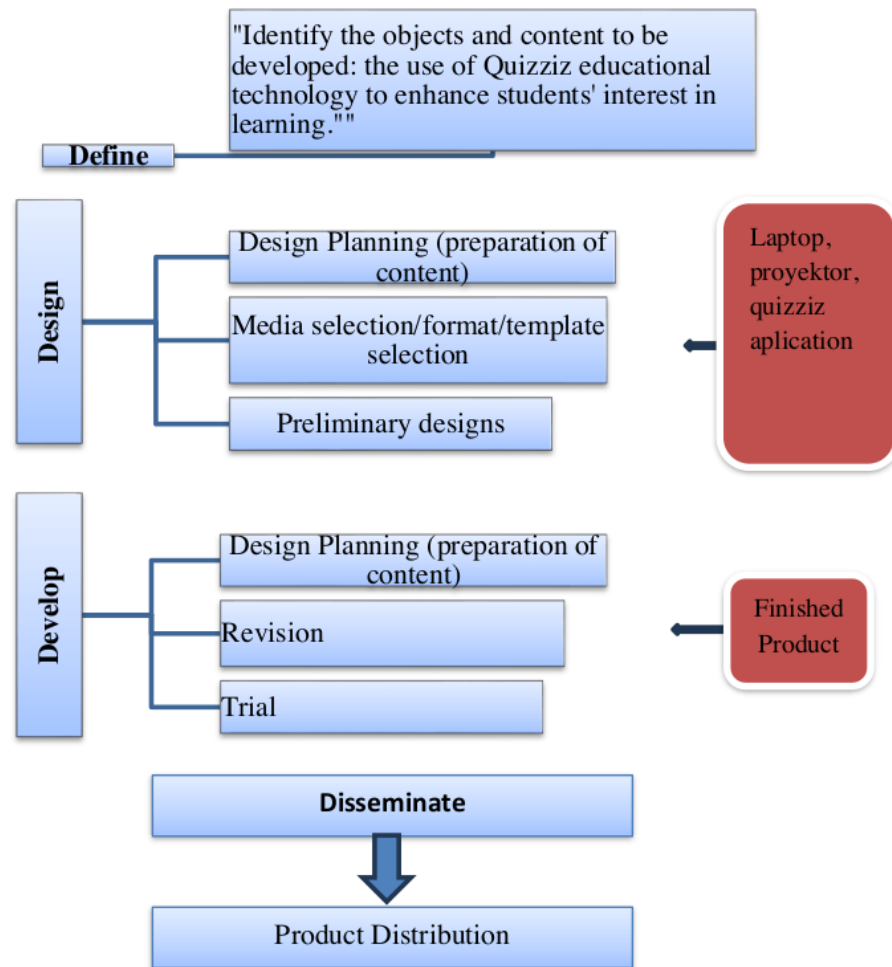 "Identify the objects and content to be
developed: the use of Quizziz educational
technology to enhance students' interest in
learning.""
Define
Design
Design Planning (preparation of
content)
Media selection/format/template
selection
Preliminary designs
Laptop,
proyektor,
quizziz
aplication
Develop
Design Planning (preparation of
content)
Revision
Trial
Finished
Product
Disseminate
Product Distribution